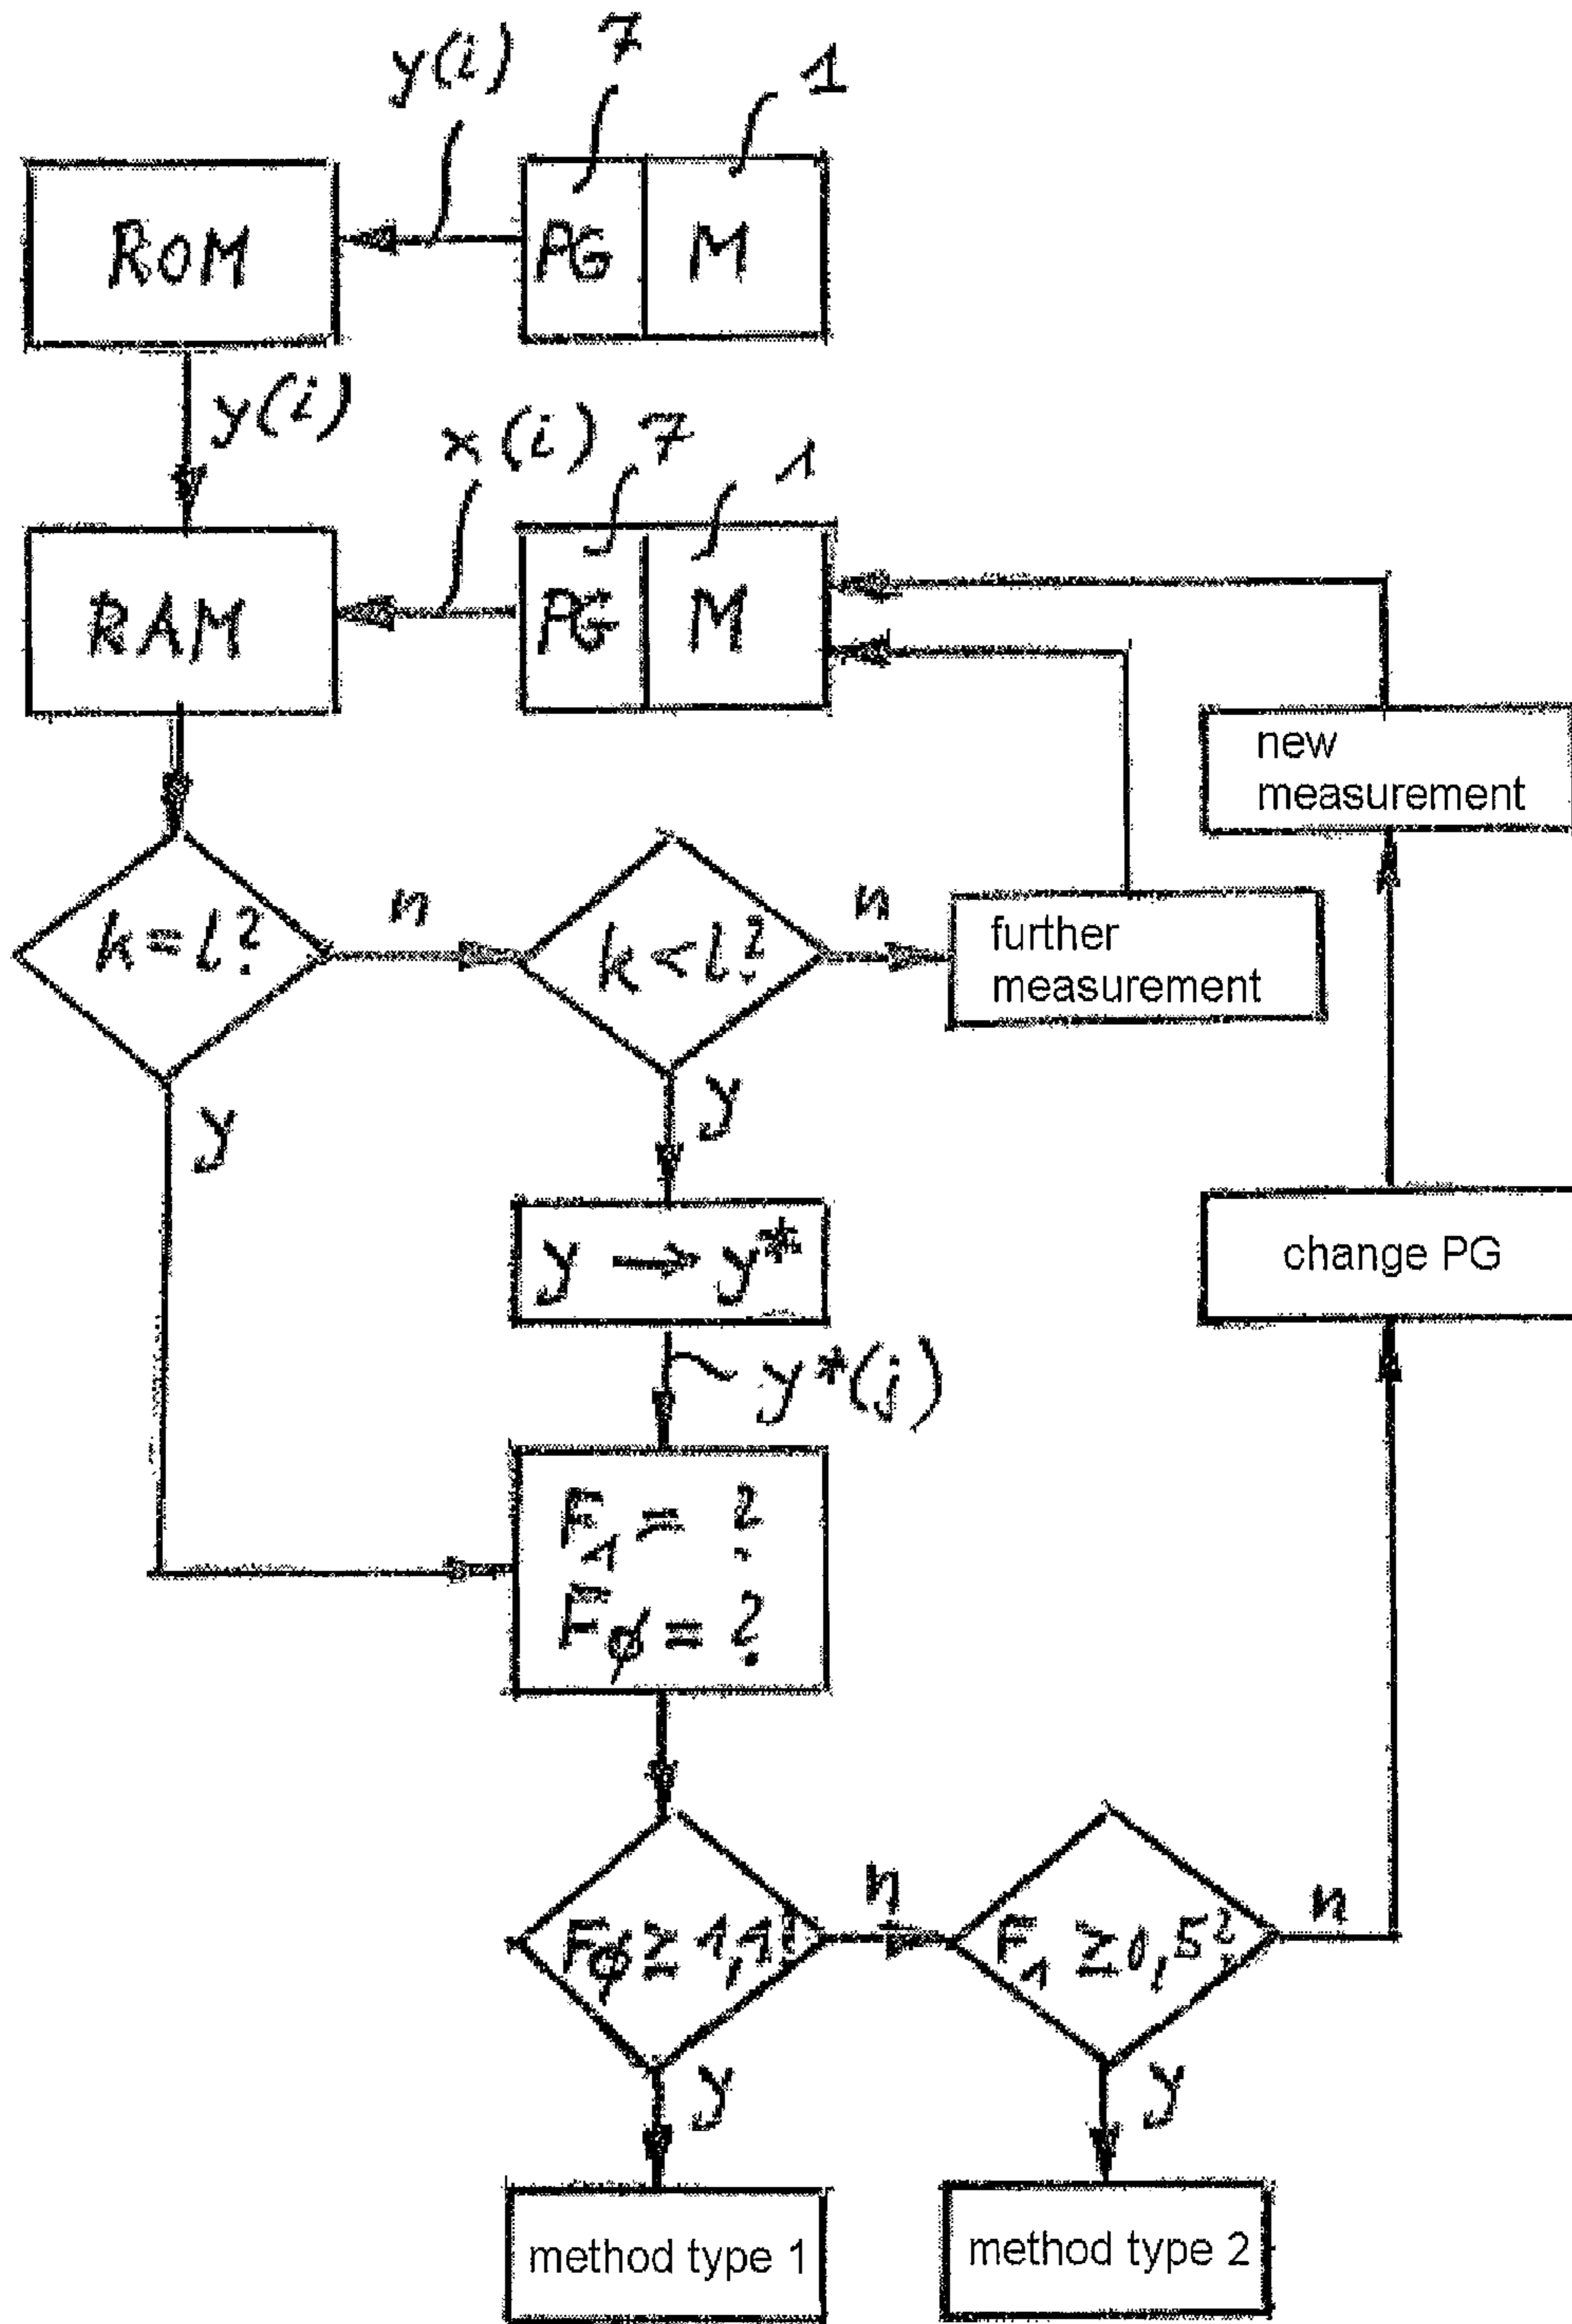 y(i)
7
1
ROM
PG
M
y(i)
x(i)
7
1
RAM
PG
M
new
measurement
k=l?
n
k<l?
n
further
measurement
y
y
y → y*
change PG
y*(j)
F₁ = ?
Fø = ?
Fø ≥ 1,1?
n
F₁ ≥ 0,5?
n
y
y
method type 1
method type 2